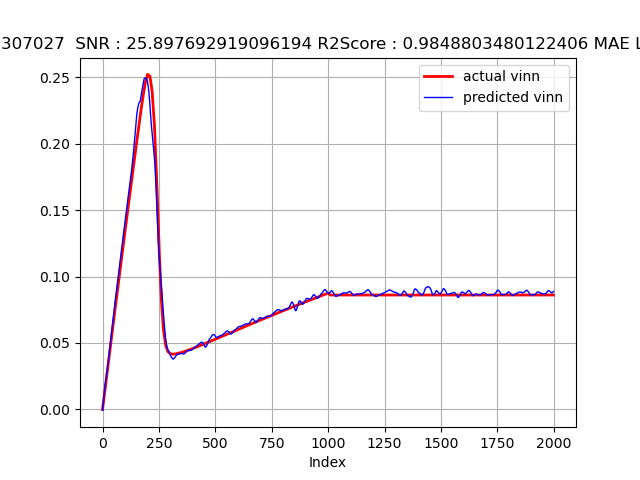 307027 SNR : 25.897692919096194 R2Score : 0.9848803480122406 MAE L
actual vinn
predicted vinn
0.25
0.20
0.15
0.10
0.05
0.00
0 250 500 750 1000 1250 1500 1750 2000
Index